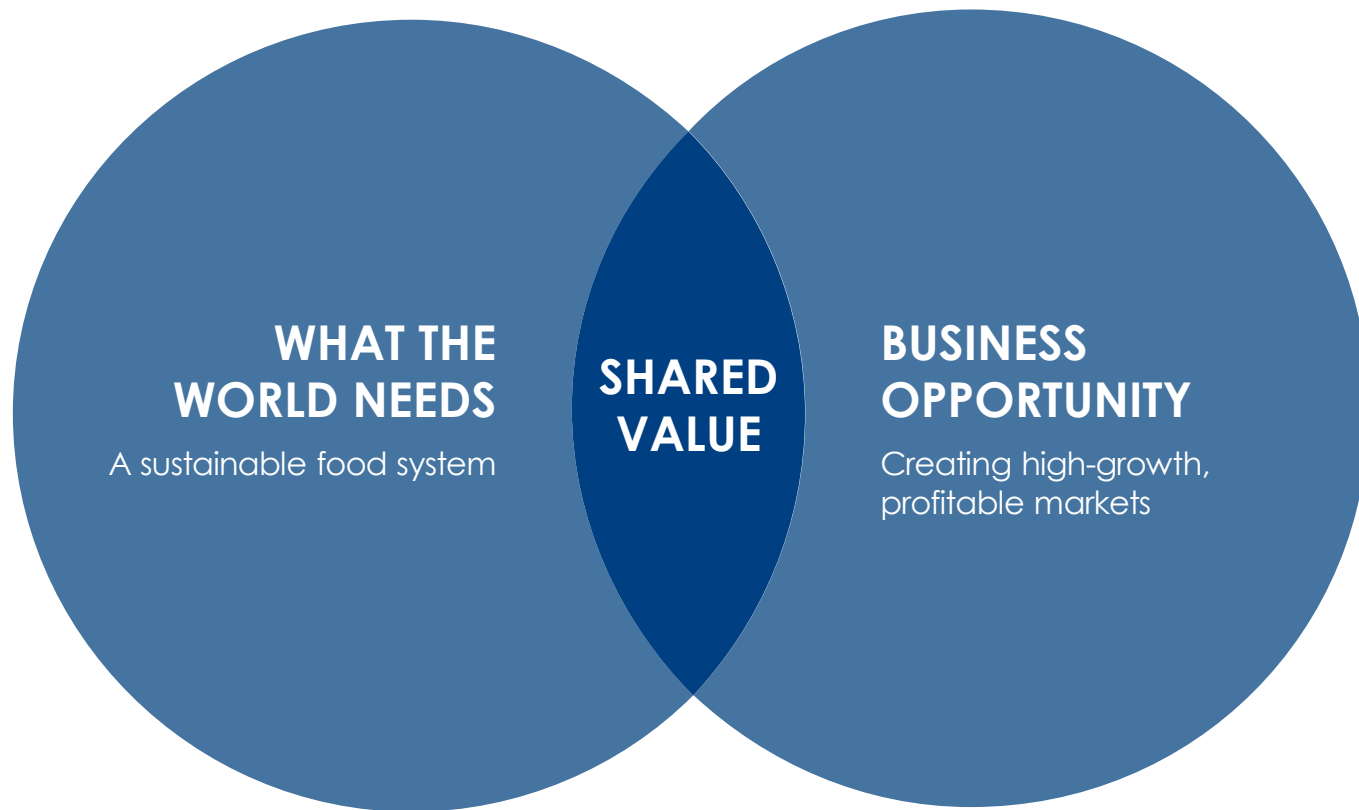 WHAT THE
WORLD NEEDS
A sustainable food system
SHARED
VALUE
BUSINESS
OPPORTUNITY
Creating high-growth,
profitable markets